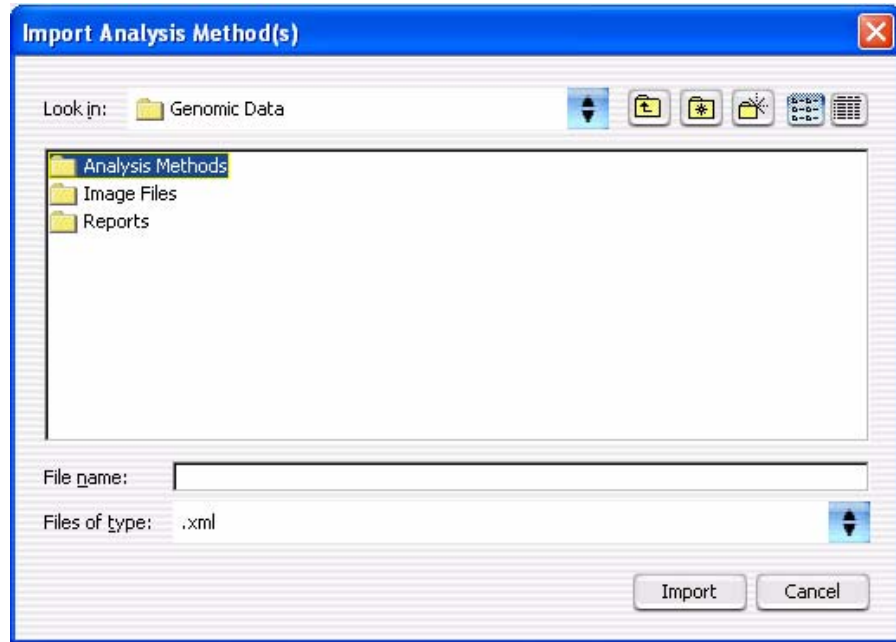 Import Analysis Method(s)
Look in: Genomic Data
Analysis Methods
Image Files
Reports
File name:
Files of type: .xml
Import Cancel